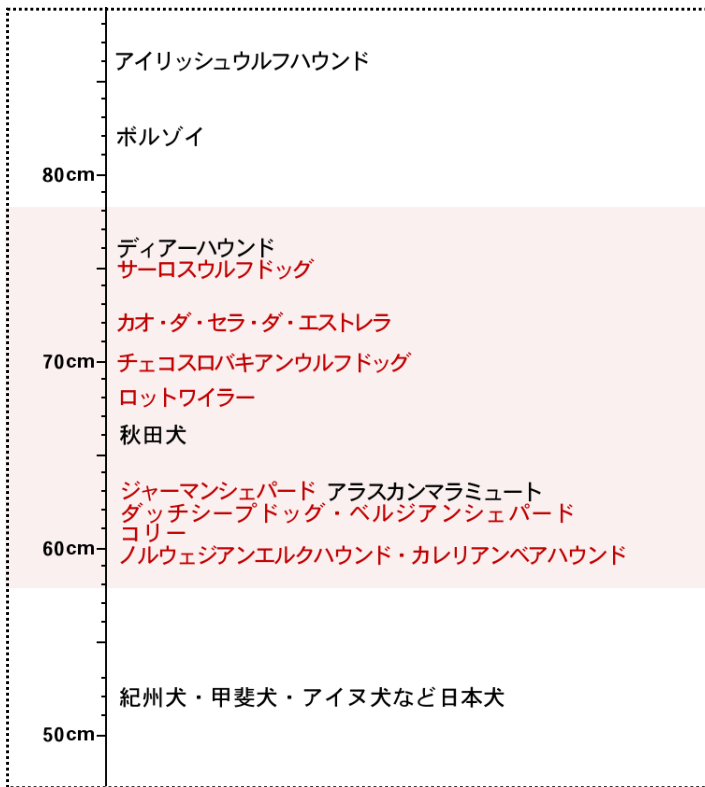 アイリッシュウルフハウンド
ボルゾイ
80cm
ディアーハウンド
サーロスウルフドッグ
カオ・ダ・セラ・ダ・エストレラ
70cm チェコスロバキアンウルフドッグ
ロットワイラー
秋田犬
ジャーマンシェパード アラスカンマラミュート
ダッチシープドッグ・ベルジアンシェパード
コリー
60cm ノルウェジアンエルクハウンド・カレリアンベアハウンド
紀州犬・甲斐犬・アイヌ犬など日本犬
50cm